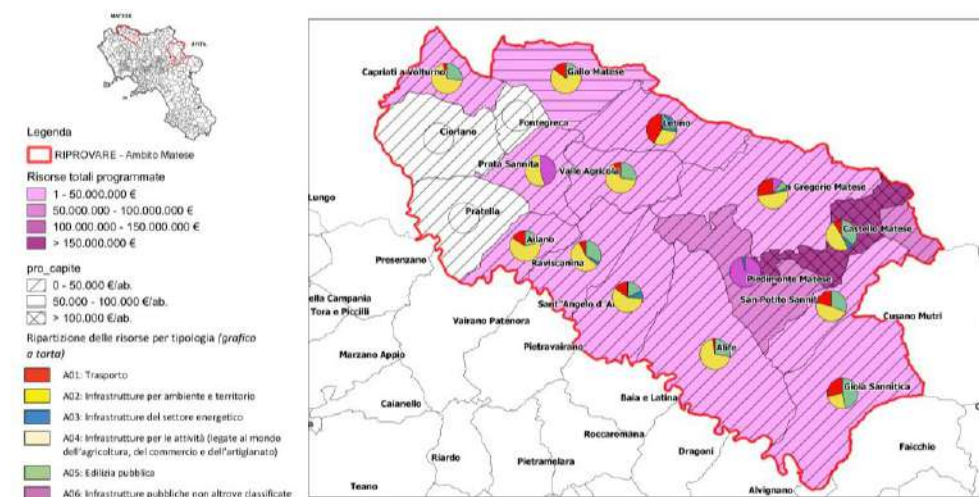 MATESE
Legenda
RIPROVARE - Ambito Matese
Risorse totali programmate
1 - 50.000.000 €
50.000.000 - 100.000.000 €
100.000.000 - 150.000.000 €
> 150.000.000 €
pro_capite
0 - 50.000 €/ab.
50.000 - 100.000 €/ab.
> 100.000 €/ab.
Ripartizione delle risorse per tipologia (grafico
a torta)
A01: Trasporto
A02: Infrastrutture per ambiente e territorio
A03: Infrastrutture del settore energetico
A04: Infrastrutture per le attività (legate al mondo
dell'agricoltura, del commercio e dell'artigianato)
A05: Edilizia pubblica
A06: Infrastrutture pubbliche non altrove classificate
Capriati a Volturno
Gallo Matese
Ciorlano
Fontegreca
Letino
Prata Sannita
Valle Agricola
n Gregorio Matese
Lungo
Pratella
Castello Matese
Presenzano
Ailano
Raviscanina
Piedimonte Matese
ella Campania
Tora e Piccilli
Sant'Angelo d'A
San Potito Sannit
Cusano Mutri
Vairano Patenora
Marzano Appio
Pietravairano
Alife
Caianello
Baia e Latina
Gioia Sannitica
Roccaromana
Riardo
Pietramelara
Dragoni
Faicchio
Teano
Alvignano